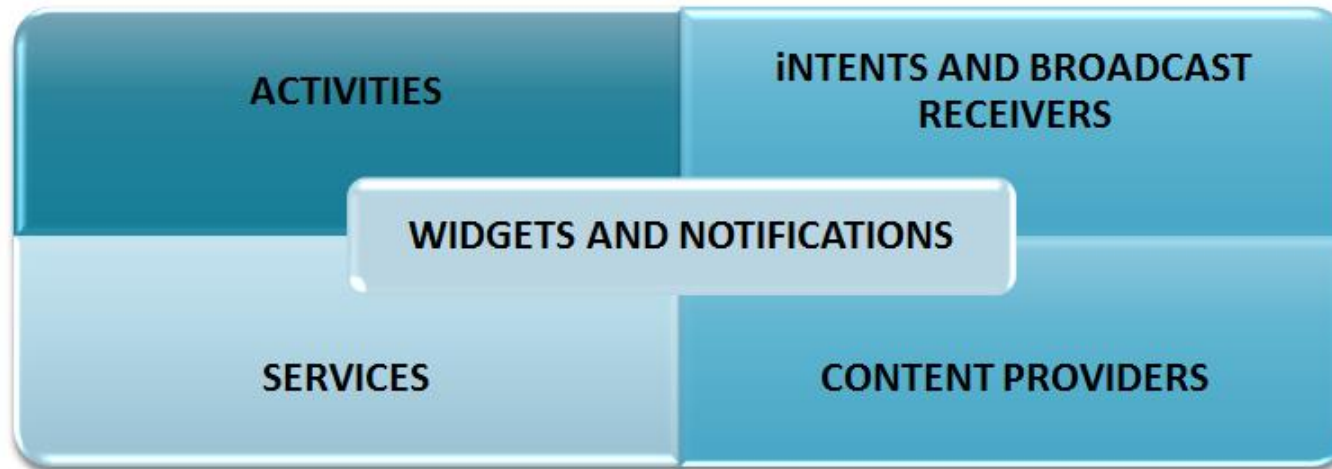 ACTIVITIES
iNTENTS AND BROADCAST
RECEIVERS
WIDGETS AND NOTIFICATIONS
SERVICES
CONTENT PROVIDERS